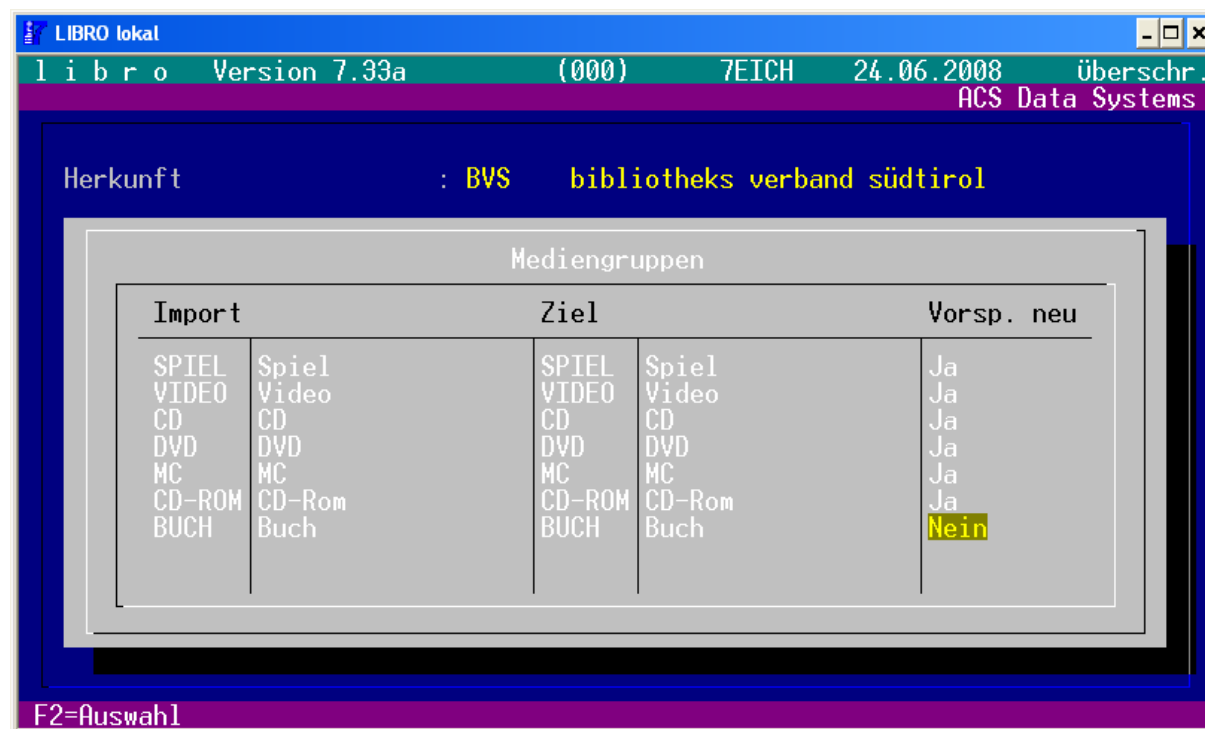 LIBRO lokal
l i b r o Version 7.33a (000) 7EICH 24.06.2008 überschr.
ACS Data Systems
Herkunft : BVS bibliotheks verband südtirol
Mediengruppen
Import Ziel Vorsp. neu
SPIEL Spiel SPIEL Spiel Ja
VIDEO Video VIDEO Video Ja
CD CD CD CD Ja
DVD DVD DVD DVD Ja
MC MC MC MC Ja
CD-ROM CD-Rom CD-ROM CD-Rom Ja
BUCH Buch BUCH Buch Nein
F2=Auswahl